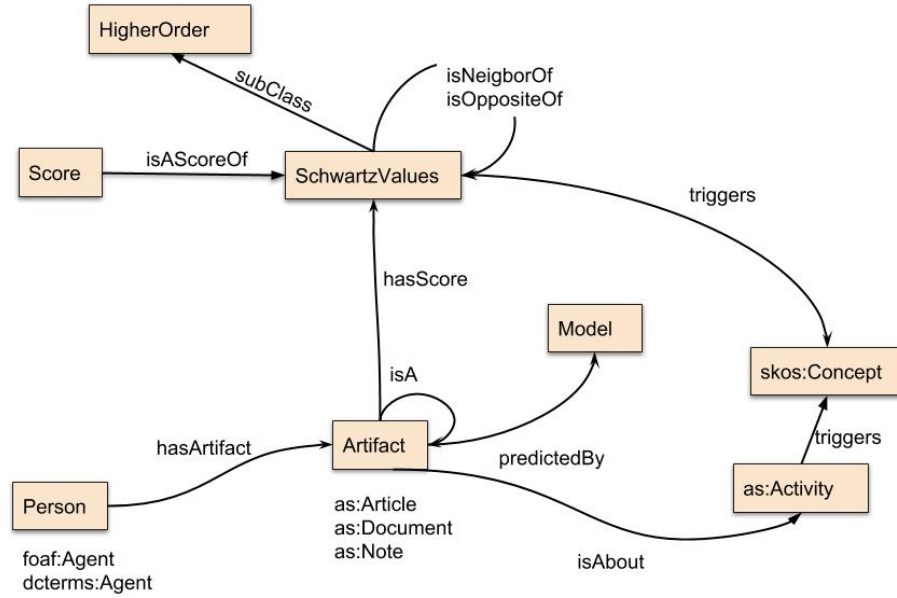 HigherOrder
subClass
isNeigborOf
isOppositeOf
Score
isAScoreOf
SchwartzValues
triggers
hasScore
Model
isA
skos:Concept
hasArtifact
Artifact
predictedBy
triggers
Person
as:Activity
as:Article
as:Document
as:Note
isAbout
foaf:Agent
dcterms:Agent